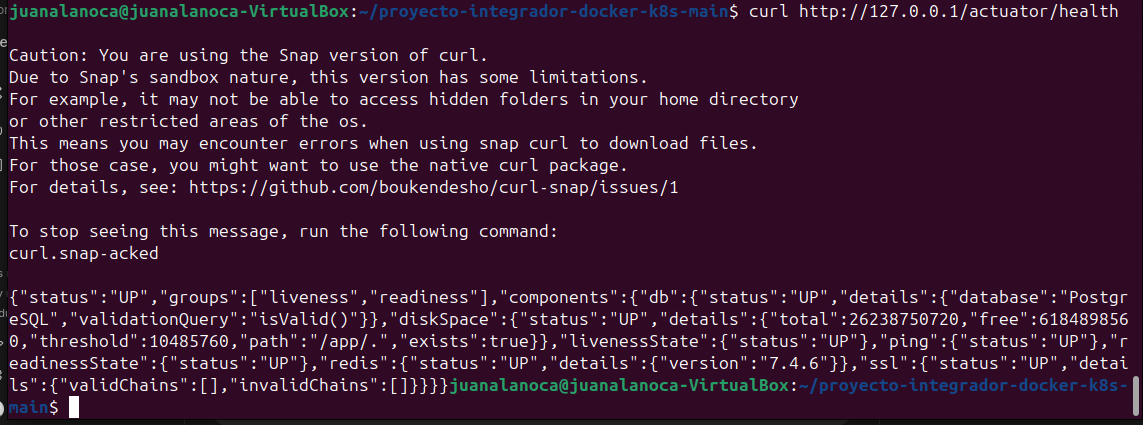 juanalanoca@juanalanoca-VirtualBox:~/proyecto-integrador-docker-k8s-main$ curl http://127.0.0.1/actuator/health
Caution: You are using the Snap version of curl.
Due to Snap's sandbox nature, this version has some limitations.
For example, it may not be able to access hidden folders in your home directory
or other restricted areas of the os.
This means you may encounter errors when using snap curl to download files.
For those case, you might want to use the native curl package.
For details, see: https://github.com/boukendesho/curl-snap/issues/1
To stop seeing this message, run the following command:
curl.snap-acked
{"status":"UP","groups":["liveness","readiness"],"components":{"db":{"status":"UP","details":{"database":"Postgr
eSQL","validationQuery":"isValid()"}},"diskSpace":{"status":"UP","details":{"total":26238750720,"free":618489856
0,"threshold":10485760,"path":"/app/.","exists":true}},"livenessState":{"status":"UP"},"ping":{"status":"UP"},"r
eadinessState":{"status":"UP"},"redis":{"status":"UP","details":{"version":"7.4.6"}},"ssl":{"status":"UP","detai
ls":{"validChains":[],"invalidChains":[]}}}}juanalanoca@juanalanoca-VirtualBox:~/proyecto-integrador-docker-k8s-
main$